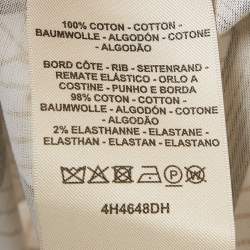 100% COTON - COTTON -
BAUMWOLLE - ALGODÓN - COTONE
- ALGODÃO
BORD CÔTE - RIB - SEITENRAND -
REMATE ELÁSTICO - ORLO A
COSTINE - PUNHO E BORDA
98% COTON - COTTON -
BAUMWOLLE - ALGODÓN - COTONE
- ALGODÃO
2% ELASTHANNE - ELASTANE -
ELASTHAN - ELASTAN - ELASTANO
P
4H4648DH